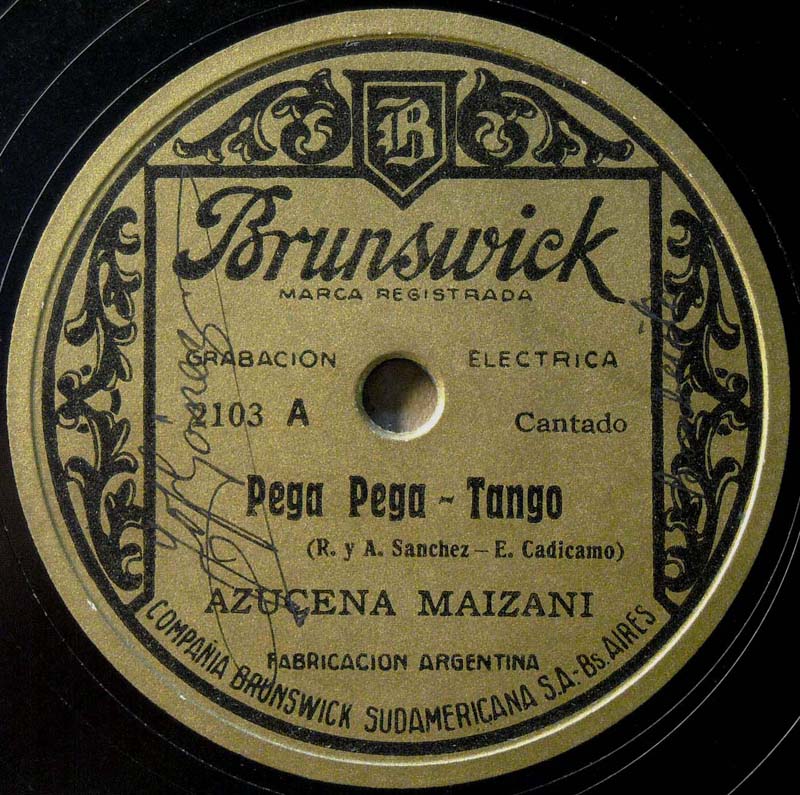 B
Brunswick
MARCA REGISTRADA
GRABACION ELECTRICA
2103 A Cantado
Pega Pega - Tango
(R. y A. Sanchez - E. Cadicamo)
AZUCENA MAIZANI
FABRICACION ARGENTINA
COMPAÑIA BRUNSWICK SUDAMERICANA S.A.- Bs. AIRES